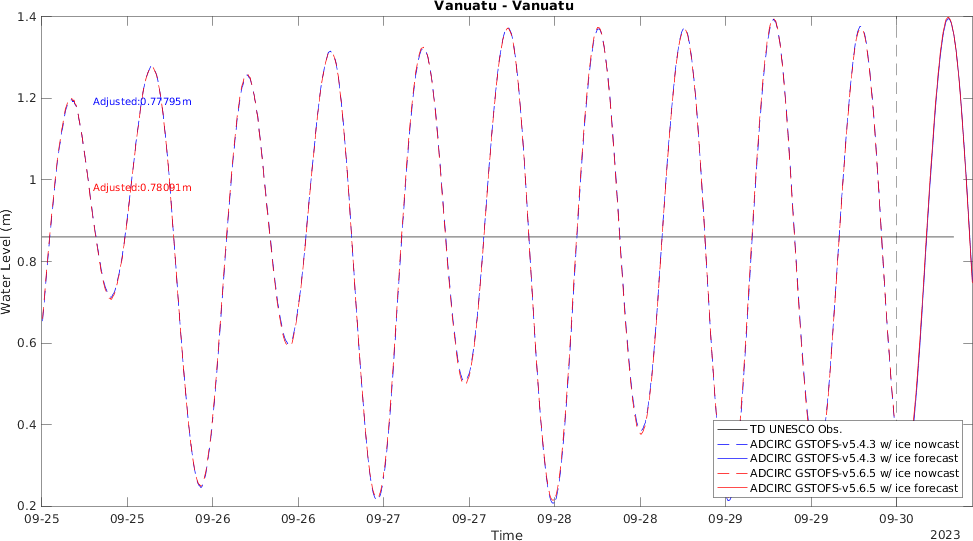 Vanuatu - Vanuatu
1.4
1.2
1
0.8
0.6
0.4
0.2
Water Level (m)
Adjusted:0.77795m
Adjusted:0.78091m
TD UNESCO Obs.
ADCIRC GSTOFS-v5.4.3 w/ ice nowcast
ADCIRC GSTOFS-v5.4.3 w/ ice forecast
ADCIRC GSTOFS-v5.6.5 w/ ice nowcast
ADCIRC GSTOFS-v5.6.5 w/ ice forecast
09-25 09-25 09-26 09-26 09-27 09-27 09-28 09-28 09-29 09-29 09-30
Time
2023